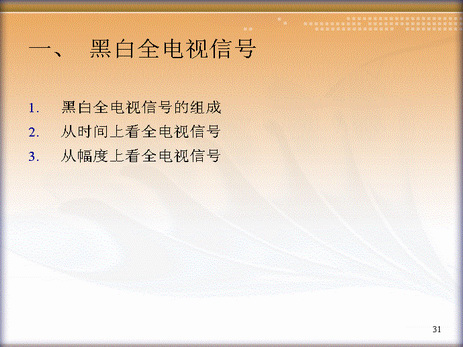 一、 黑白全电视信号
1. 黑白全电视信号的组成
2. 从时间上看全电视信号
3. 从幅度上看全电视信号
31